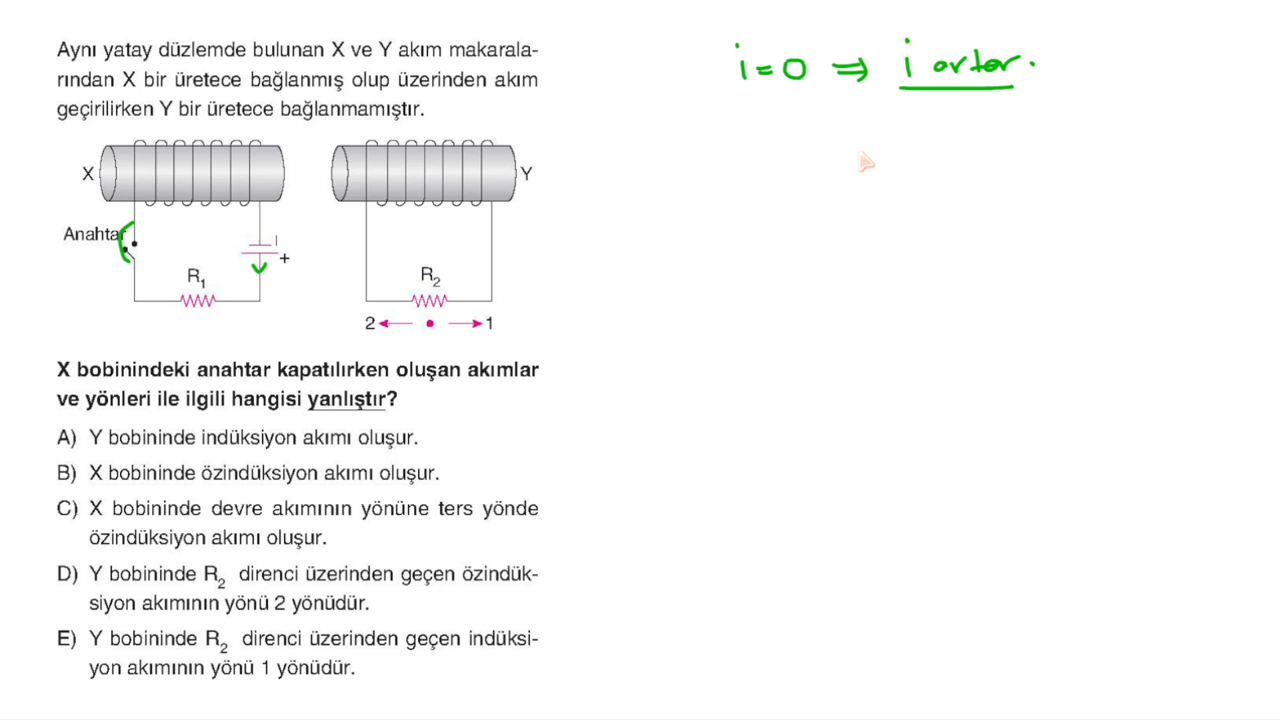 Aynı yatay düzlemde bulunan X ve Y akım makarala-
rından X bir üretece bağlanmış olup üzerinden akım
geçirilirken Y bir üretece bağlanmamıştır.
i = 0 ⇒ i artar.
X
Y
Anahtar
+
R₁
R₂
2
1
X bobinindeki anahtar kapatılırken oluşan akımlar
ve yönleri ile ilgili hangisi yanlıştır?
A) Y bobininde indüksiyon akımı oluşur.
B) X bobininde özindüksiyon akımı oluşur.
C) X bobininde devre akımının yönüne ters yönde
özindüksiyon akımı oluşur.
D) Y bobininde R₂ direnci üzerinden geçen özindük-
siyon akımının yönü 2 yönüdür.
E) Y bobininde R₂ direnci üzerinden geçen indüksi-
yon akımının yönü 1 yönüdür.